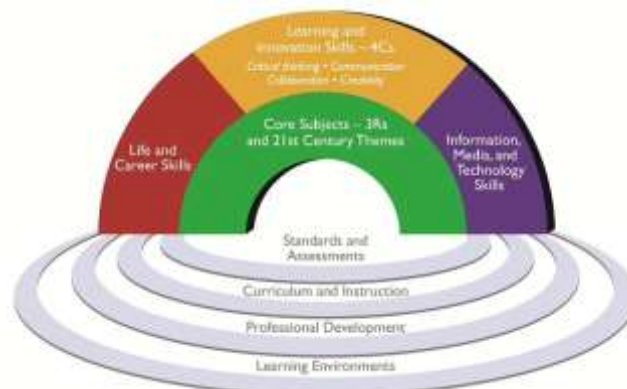 Learning and
Innovation Skills – 4Cs
Critical thinking • Communication
Collaboration • Creativity
Core Subjects – 3Rs
and 21st Century Themes
Life and
Career Skills
Information,
Media, and
Technology
Skills
Standards and
Assessments
Curriculum and Instruction
Professional Development
Learning Environments